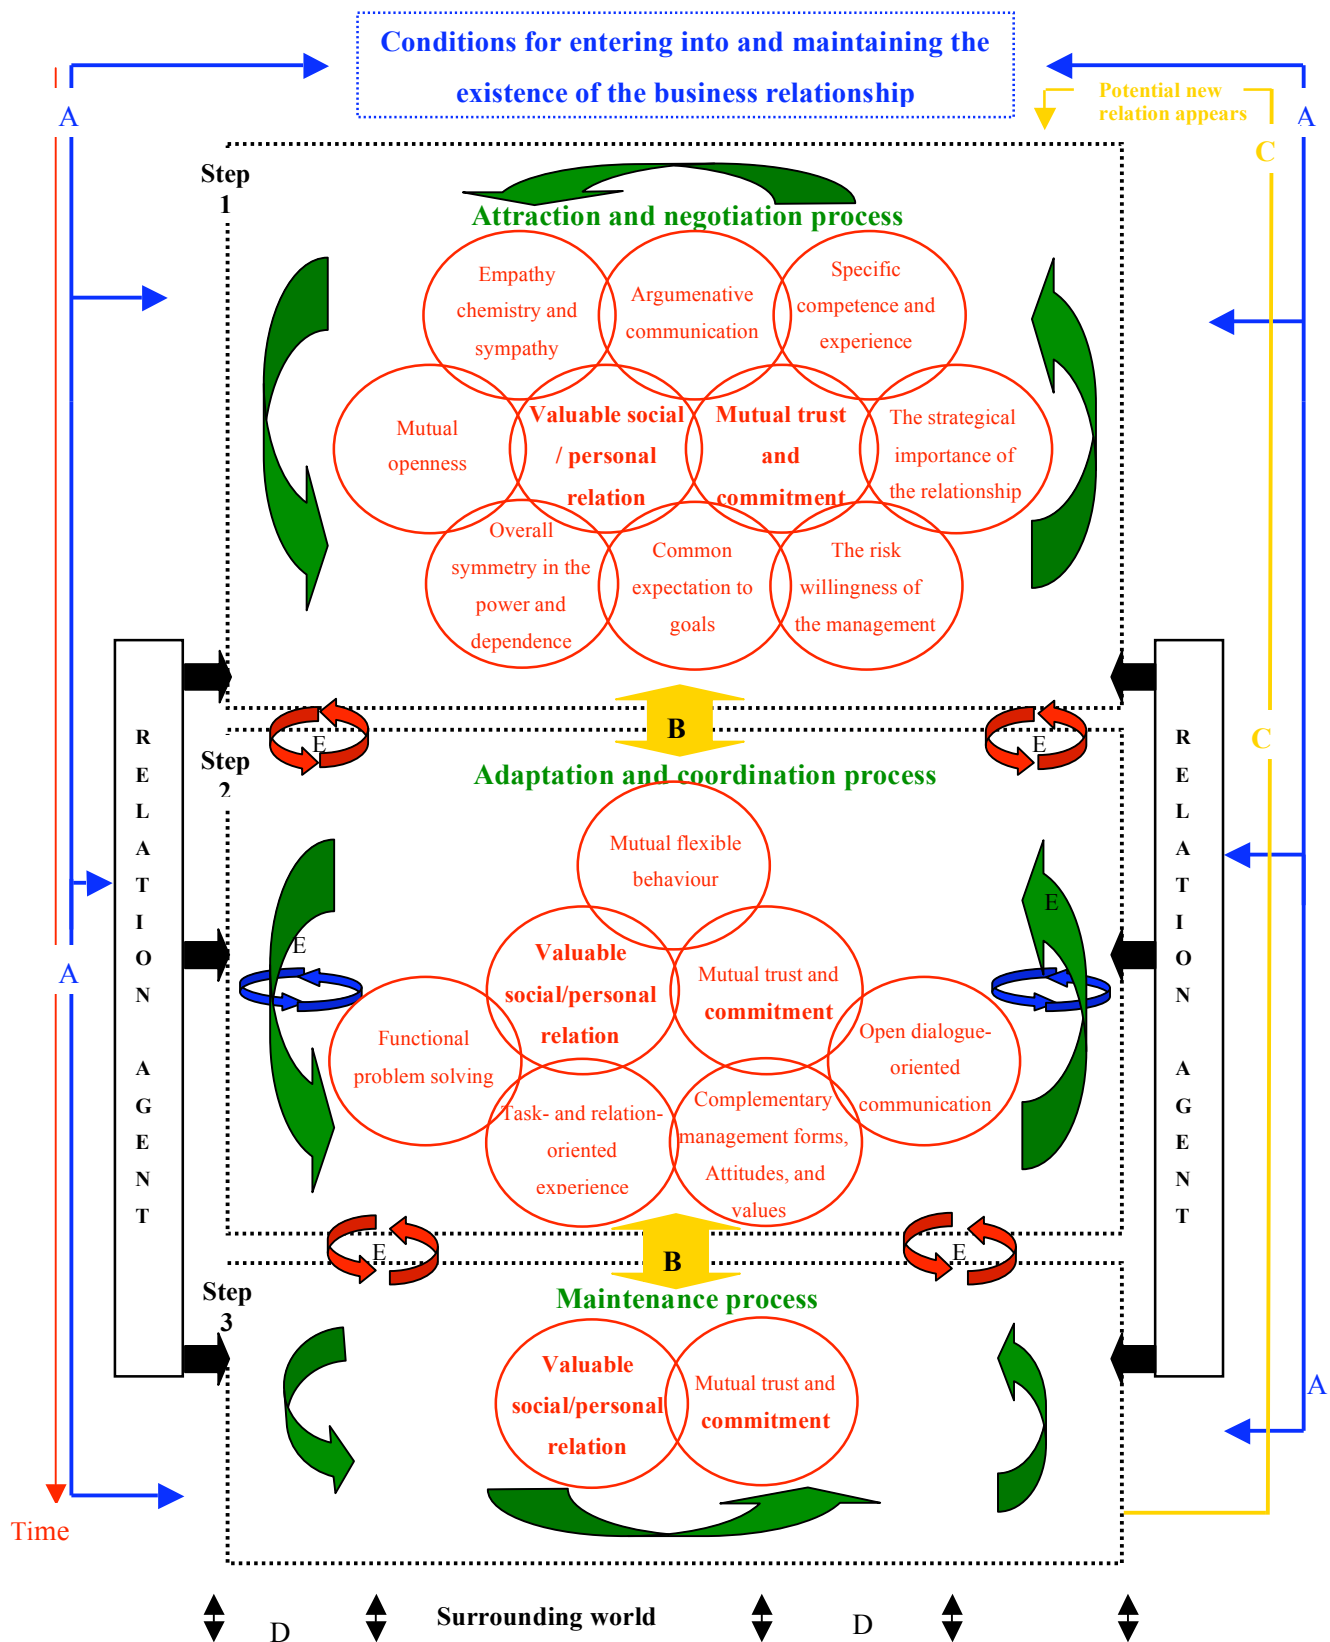 Conditions for entering into and maintaining the
existence of the business relationship
Potential new
relation appears
A
A
C
Step
1
Attraction and negotiation process
Empathy
chemistry and
sympathy
Argumenative
communication
Specific
competence and
experience
Mutual
openness
Valuable social
/ personal
relation
Mutual trust
and
commitment
The strategical
importance of
the relationship
Overall
symmetry in the
power and
dependence
Common
expectation to
goals
The risk
willingness of
the management
RELATION AGENT
RELATION AGENT
B
E
E
C
Step
2
Adaptation and coordination process
Mutual flexible
behaviour
E
E
A
Valuable
social/personal
relation
Mutual trust and
commitment
Functional
problem solving
Open dialogue-
oriented
communication
Task- and relation-
oriented
experience
Complementary
management forms,
Attitudes, and
values
E
B
E
Step
3
Maintenance process
Valuable
social/personal
relation
Mutual trust and
commitment
A
Time
D
Surrounding world
D